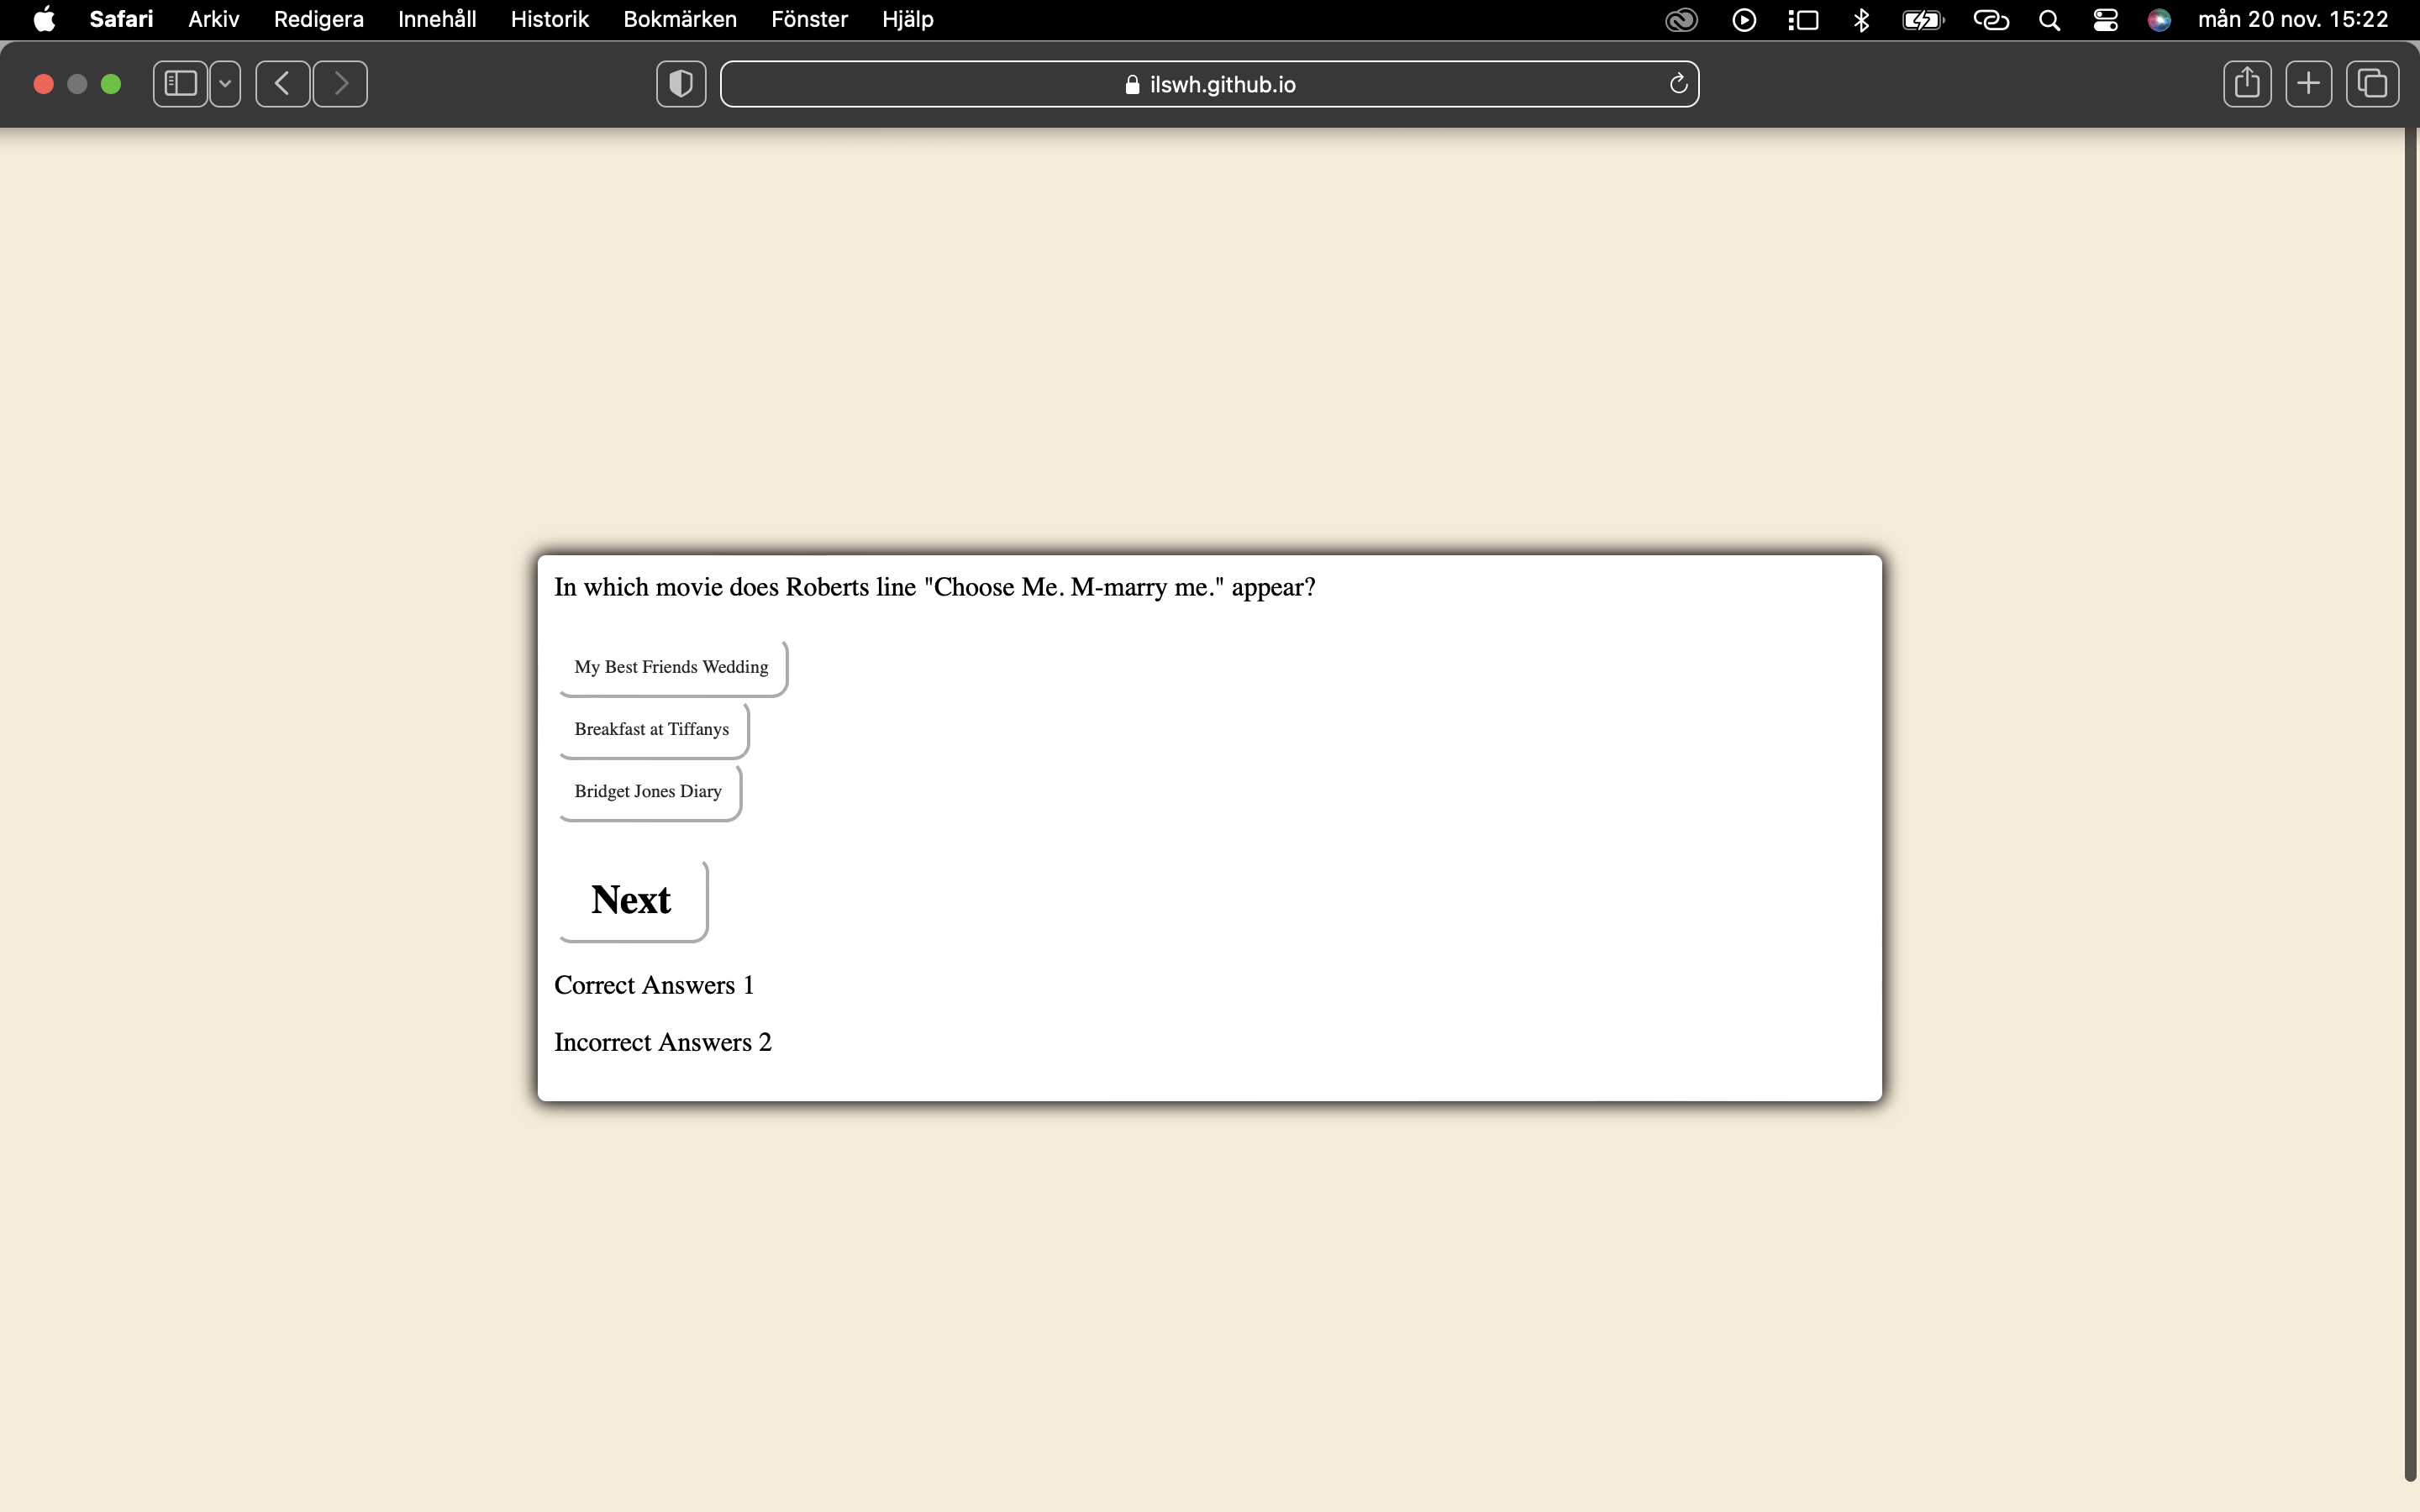 Safari Arkiv Redigera Innehåll Historik Bokmärken Fönster Hjälp mån 20 nov. 15:22
ilswh.github.io
In which movie does Roberts line "Choose Me. M-marry me." appear?
My Best Friends Wedding
Breakfast at Tiffanys
Bridget Jones Diary
Next
Correct Answers 1
Incorrect Answers 2